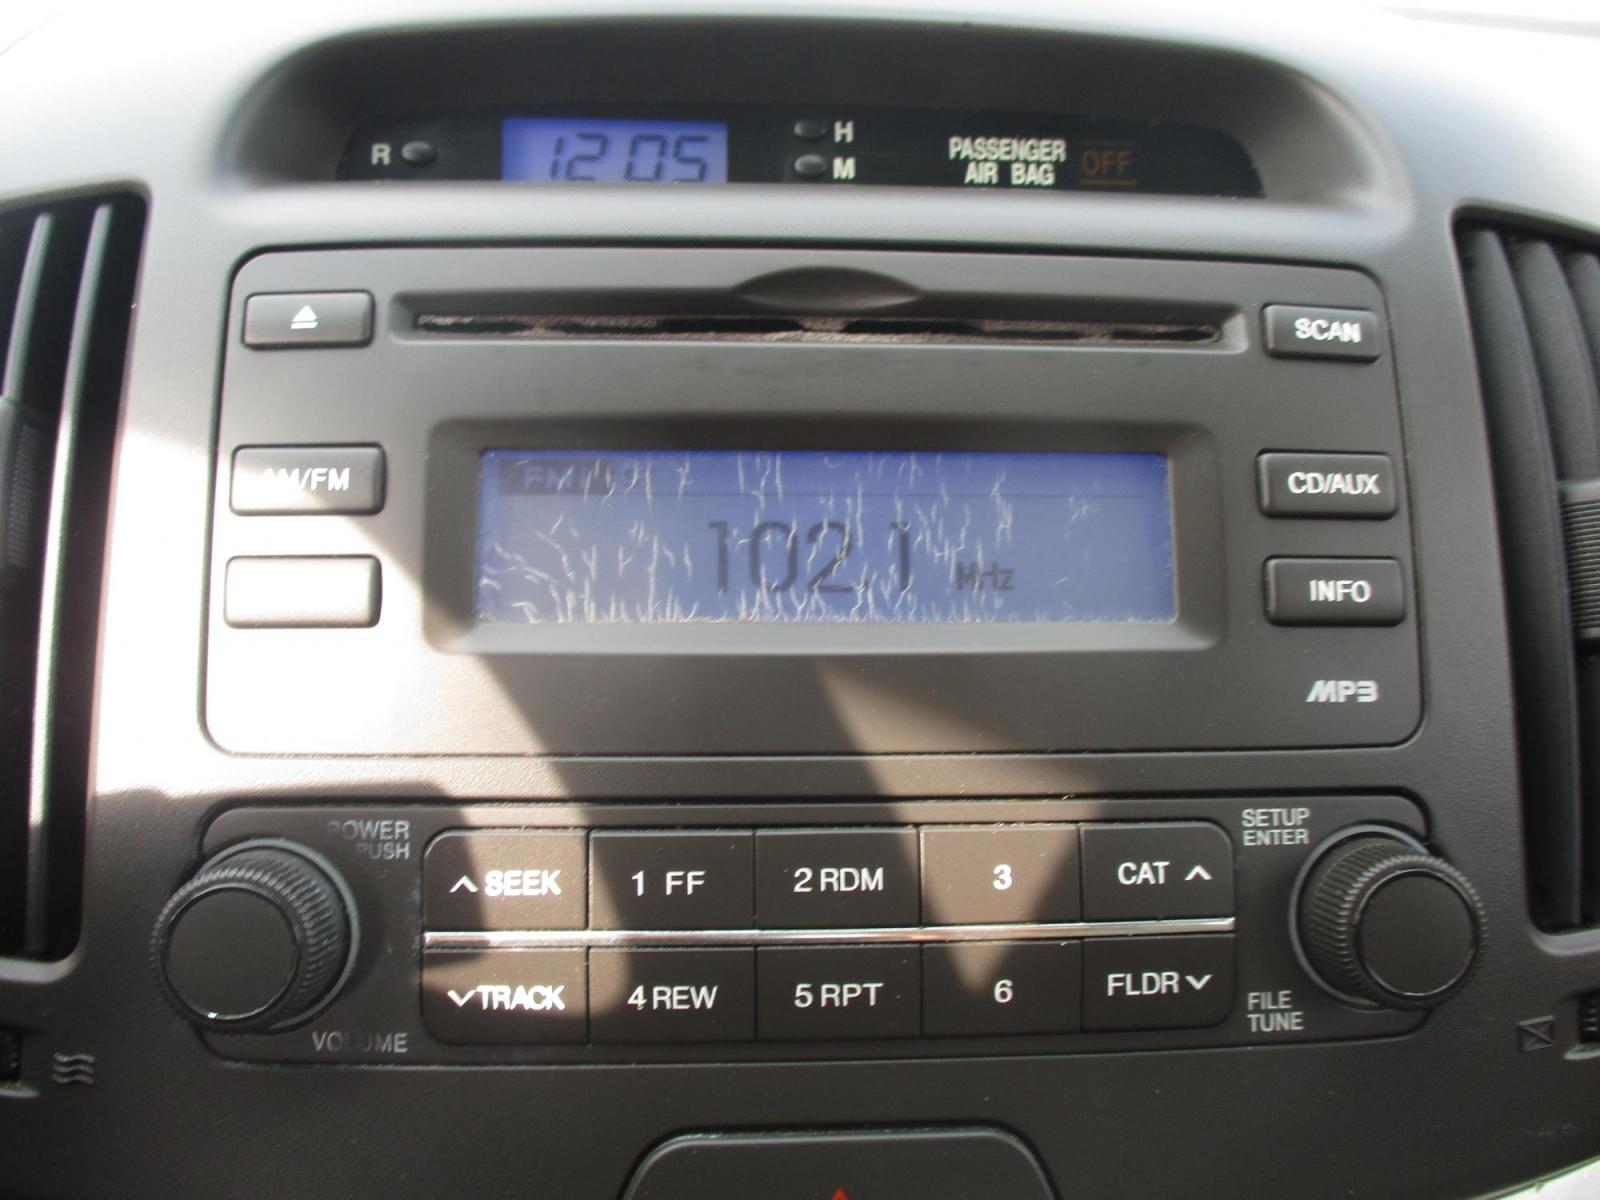 R
12:05
H
M
PASSENGER
AIR BAG
OFF
SCAN
AM/FM
CD/AUX
102.1 MHz
INFO
MP3
POWER
PUSH
SEEK
1 FF
2 RDM
3
CAT
SETUP
ENTER
TRACK
4 REW
5 RPT
6
FLDR
VOLUME
FILE
TUNE